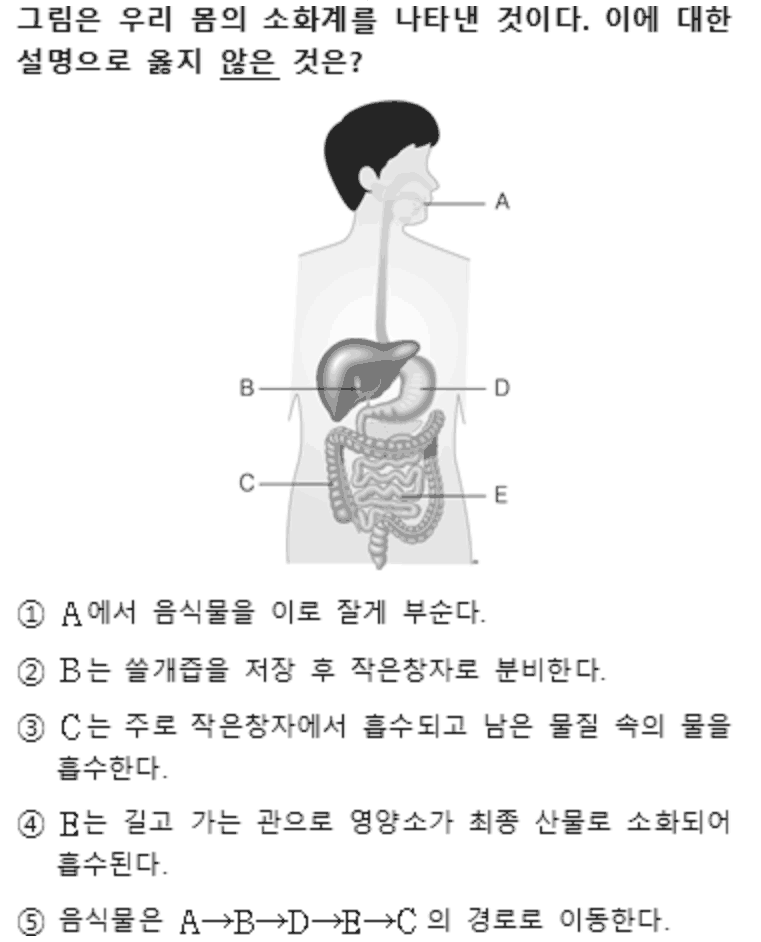 그림은 우리 몸의 소화계를 나타낸 것이다. 이에 대한
설명으로 옳지 않은 것은?
A
B
D
C
E
① A에서 음식물을 이로 잘게 부순다.
② B는 쓸개즙을 저장 후 작은창자로 분비한다.
③ C는 주로 작은창자에서 흡수되고 남은 물질 속의 물을
흡수한다.
④ E는 길고 가는 관으로 영양소가 최종 산물로 소화되어
흡수된다.
⑤ 음식물은 A→B→D→E→C 의 경로로 이동한다.